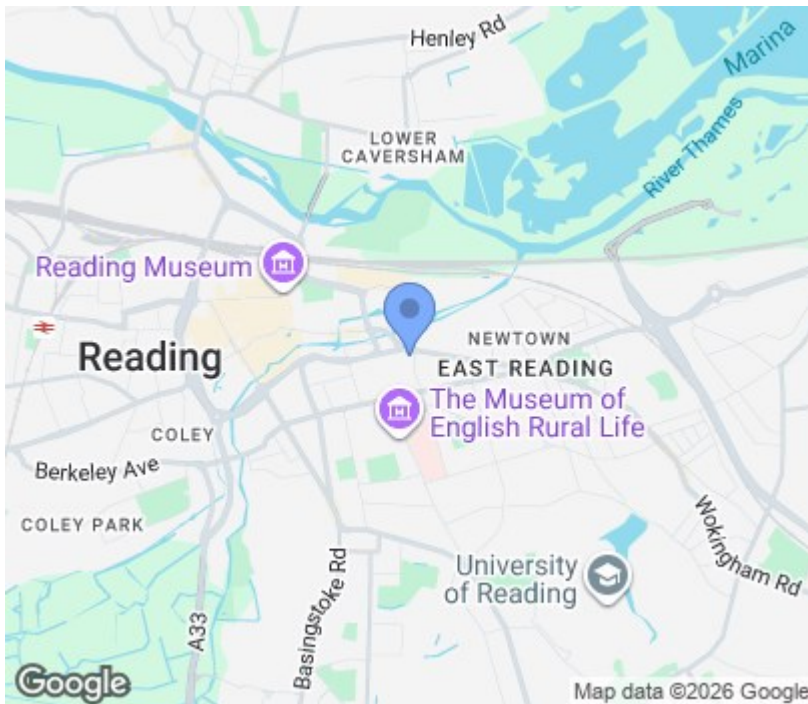 Henley Rd
Marina
LOWER
CAVERSHAM
River Thames
Reading Museum
Reading
NEWTOWN
EAST READING
The Museum of
English Rural Life
COLEY
Berkeley Ave
COLEY PARK
Basingstoke Rd
Wokingham Rd
University
of Reading
A33
Google
Map data ©2026 Google